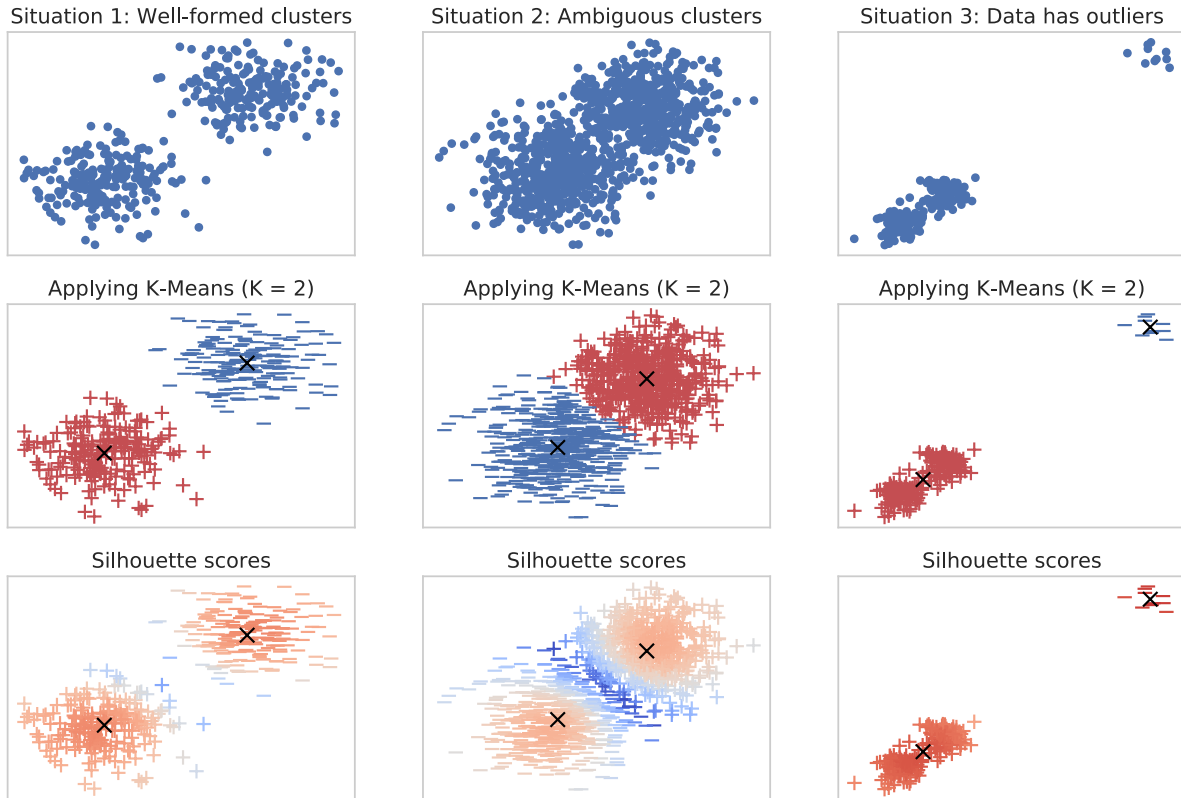 Situation 1: Well-formed clusters
Situation 2: Ambiguous clusters
Situation 3: Data has outliers
Applying K-Means (K = 2)
Applying K-Means (K = 2)
Applying K-Means (K = 2)
Silhouette scores
Silhouette scores
Silhouette scores